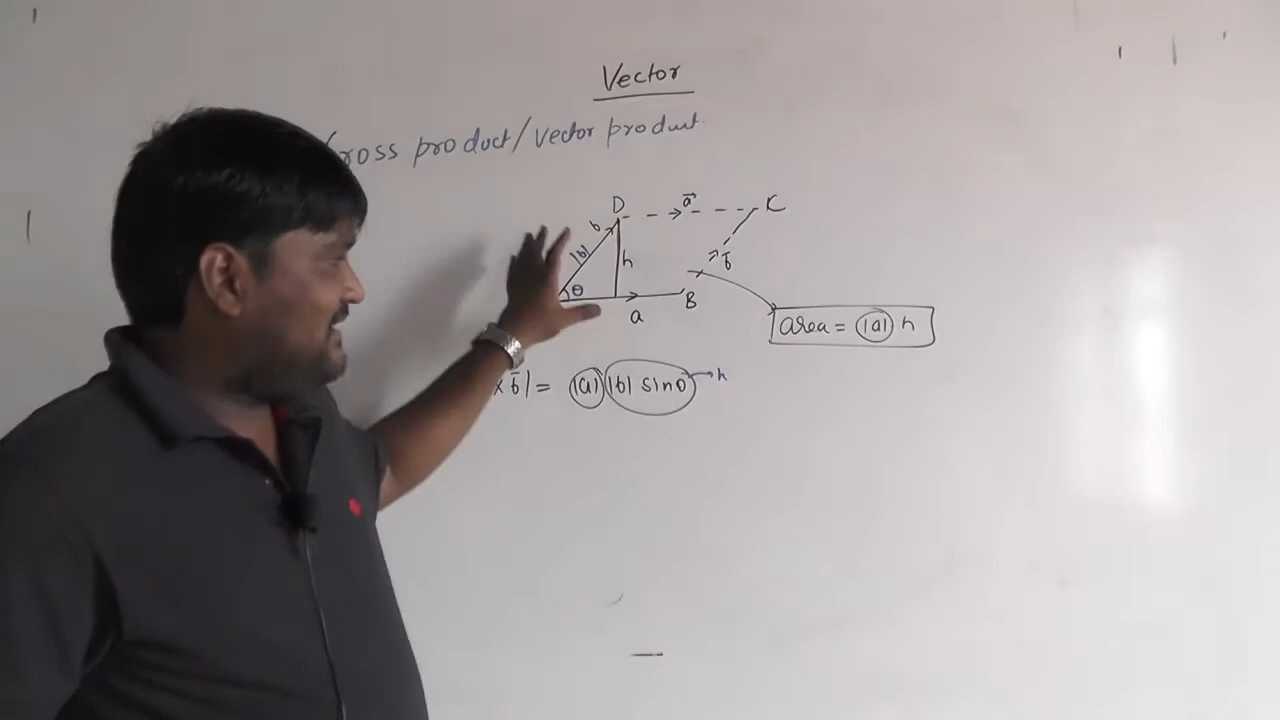 Vector
Cross product/vector product
D a⃗ C
b
|b| h b̄
θ B
a
area = |a| h
×b̄| = |a| |b| sinθ → h